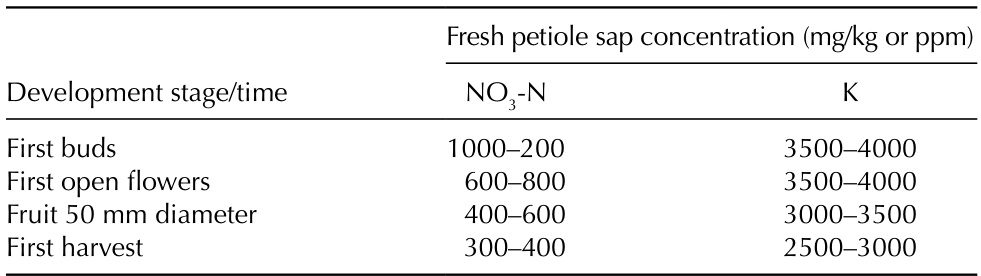 Fresh petiole sap concentration (mg/kg or ppm)
Development stage/time NO3-N K
First buds 1000–200 3500–4000
First open flowers 600–800 3500–4000
Fruit 50 mm diameter 400–600 3000–3500
First harvest 300–400 2500–3000